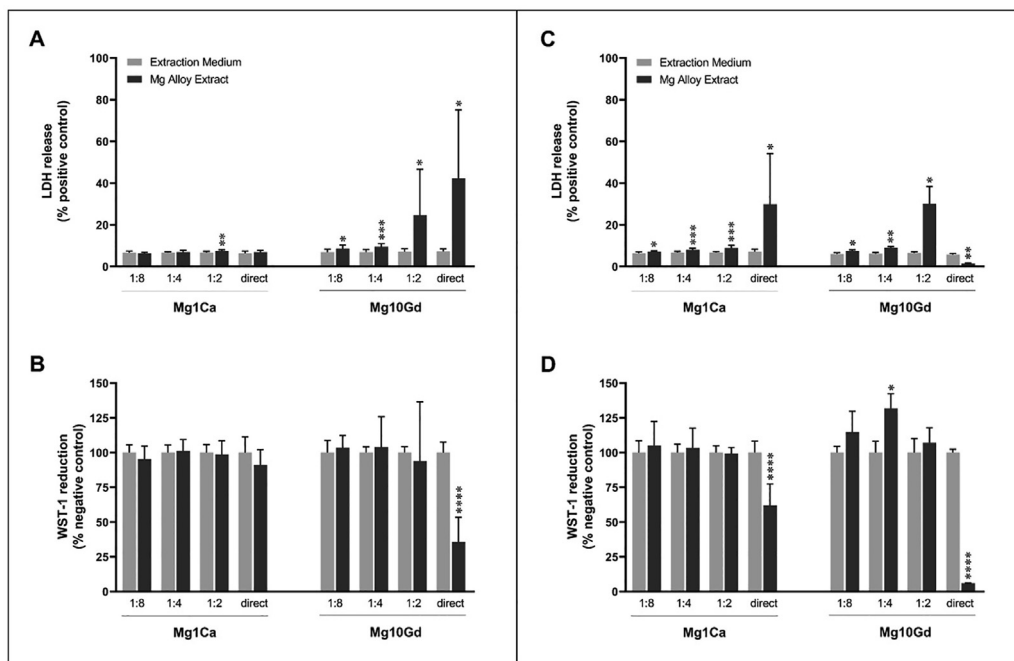 A
100
80
60
40
20
0
LDH release
(% positive control)
Extraction Medium
Mg Alloy Extract
**
*
***
*
*
1:8 1:4 1:2 direct 1:8 1:4 1:2 direct
Mg1Ca Mg10Gd
B
150
125
100
75
50
25
0
WST-1 reduction
(% negative control)
****
1:8 1:4 1:2 direct 1:8 1:4 1:2 direct
Mg1Ca Mg10Gd
C
100
80
60
40
20
0
LDH release
(% positive control)
Extraction Medium
Mg Alloy Extract
*
***
***
*
*
**
*
**
1:8 1:4 1:2 direct 1:8 1:4 1:2 direct
Mg1Ca Mg10Gd
D
150
125
100
75
50
25
0
WST-1 reduction
(% negative control)
****
*
****
1:8 1:4 1:2 direct 1:8 1:4 1:2 direct
Mg1Ca Mg10Gd